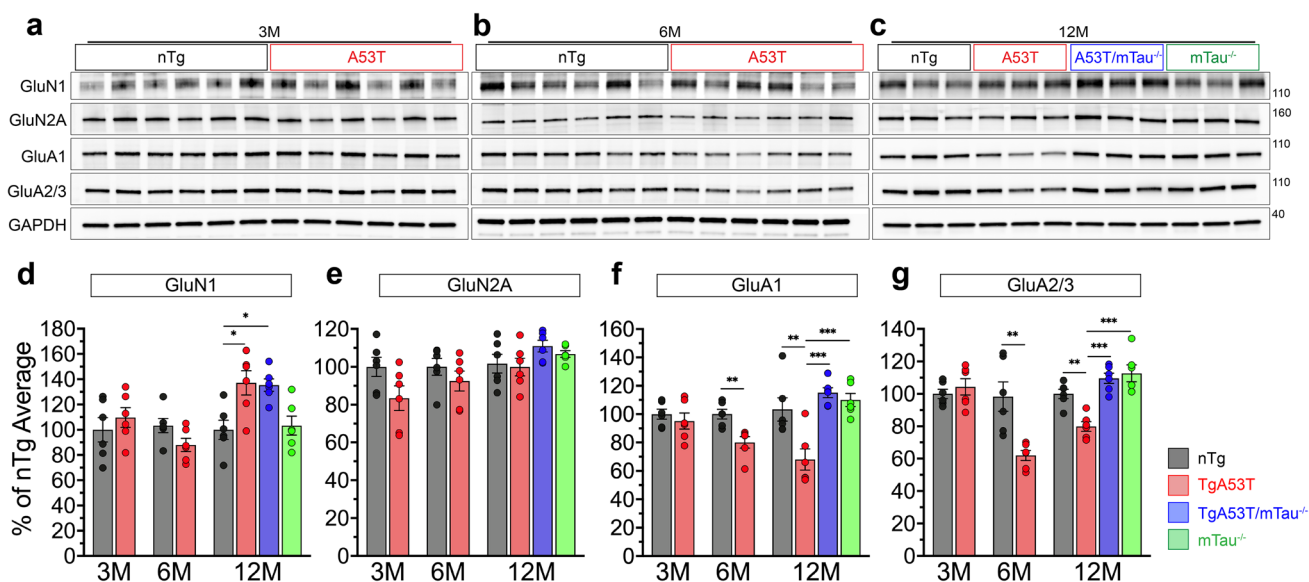 a
3M
nTg
A53T
b
6M
nTg
A53T
c
12M
nTg
A53T
A53T/mTau⁻/⁻
mTau⁻/⁻
GluN1
110
GluN2A
160
GluA1
110
GluA2/3
110
GAPDH
40
d
GluN1
e
GluN2A
f
GluA1
g
GluA2/3
% of nTg Average
180
160
140
120
100
80
60
40
20
0
* *
3M 6M 12M
120
100
80
60
40
20
0
3M 6M 12M
160
140
120
100
80
60
40
20
0
** ** *** ***
3M 6M 12M
140
120
100
80
60
40
20
0
** ** *** ***
3M 6M 12M
nTg
TgA53T
TgA53T/mTau⁻/⁻
mTau⁻/⁻